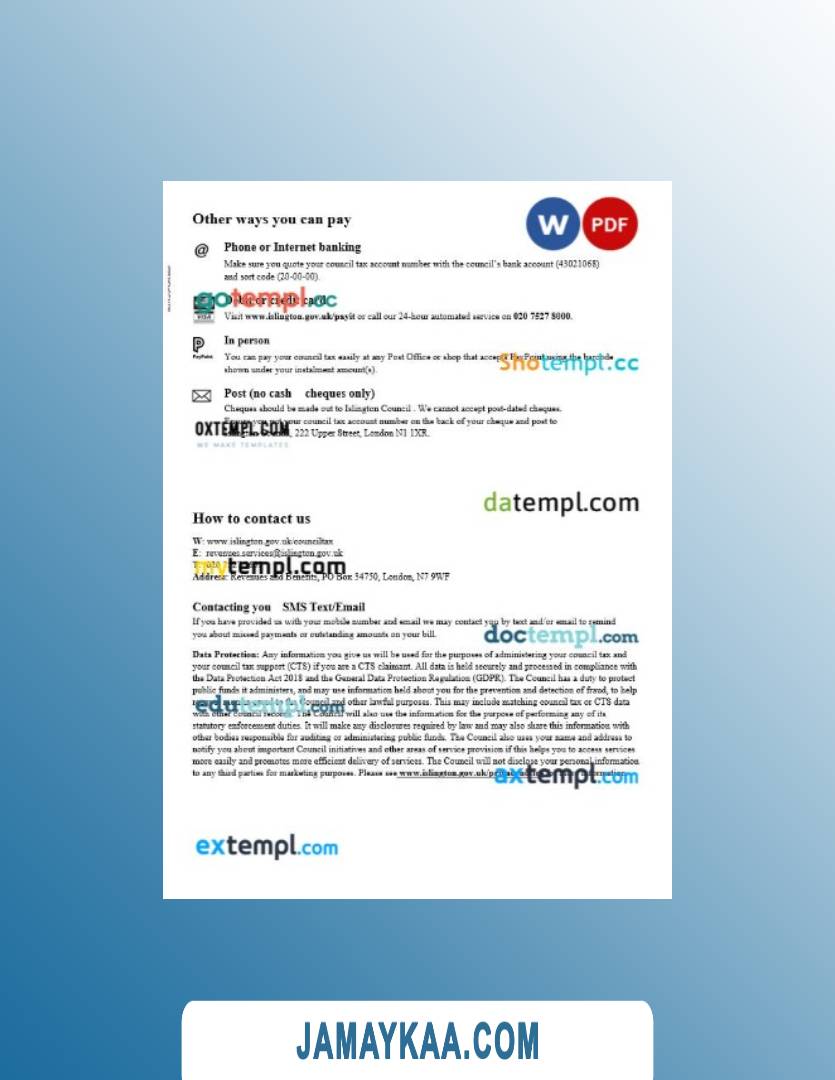 Other ways you can pay
W PDF
@ Phone or Internet banking
Make sure you quote your council tax account number with the council's bank account (43021068)
and sort code (20-00-00).
gotempl.cc
Debit or credit card
VISA Visit www.islington.gov.uk/payit or call our 24-hour automated service on 020 7527 8000.
In person
PayPoint You can pay your council tax easily at any Post Office or shop that accepts PayPoint using the barcode
shown under your instalment amount(s).
Shotempl.cc
Post (no cash cheques only)
Cheques should be made out to Islington Council . We cannot accept post-dated cheques.
your council tax account number on the back of your cheque and post to
OXTEMPL.COM
222 Upper Street, London N1 1XR.
WE MAKE TEMPLATES
datempl.com
How to contact us
W: www.islington.gov.uk/counciltax
E: revenues.services@islington.gov.uk
mytempl.com
Address: Revenues and Benefits, PO Box 34750, London, N7 9WF
Contacting you SMS Text/Email
If you have provided us with your mobile number and email we may contact you by text and/or email to remind
you about missed payments or outstanding amounts on your bill.
doctempl.com
Data Protection: Any information you give us will be used for the purposes of administering your council tax and
your council tax support (CTS) if you are a CTS claimant. All data is held securely and processed in compliance with
the Data Protection Act 2018 and the General Data Protection Regulation (GDPR). The Council has a duty to protect
public funds it administers, and may use information held about you for the prevention and detection of fraud, to help
the Council and other lawful purposes. This may include matching council tax or CTS data
edutempl.com
with other council records. The Council will also use the information for the purpose of performing any of its
statutory enforcement duties. It will make any disclosures required by law and may also share this information with
other bodies responsible for auditing or administering public funds. The Council also uses your name and address to
notify you about important Council initiatives and other areas of service provision if this helps you to access services
more easily and promotes more efficient delivery of services. The Council will not disclose your personal information
to any third parties for marketing purposes. Please see www.islington.gov.uk/
axtempl.com
extempl.com
JAMAYKAA.COM